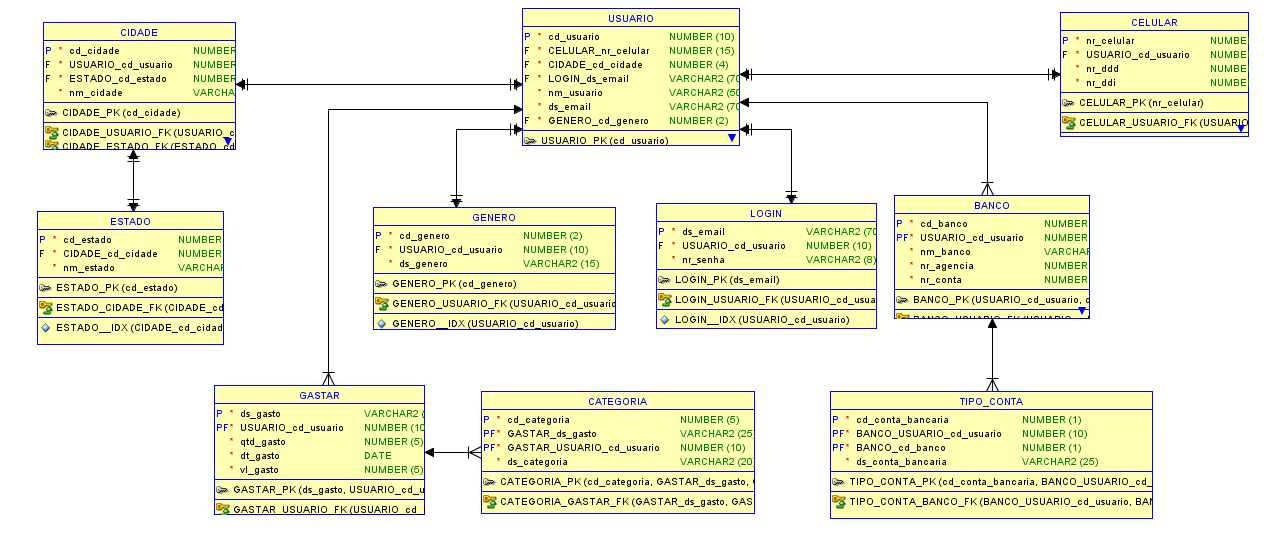 CIDADE
P * cd_cidade NUMBER
F * USUARIO_cd_usuario NUMBER
F * ESTADO_cd_estado NUMBER
* nm_cidade VARCHA
CIDADE_PK (cd_cidade)
CIDADE_USUARIO_FK (USUARIO_c
CIDADE_ESTADO_FK (ESTADO_cd
USUARIO
P * cd_usuario NUMBER (10)
F * CELULAR_nr_celular NUMBER (15)
F * CIDADE_cd_cidade NUMBER (4)
F * LOGIN_ds_email VARCHAR2 (70
* nm_usuario VARCHAR2 (50
* ds_email VARCHAR2 (70
F * GENERO_cd_genero NUMBER (2)
USUARIO_PK (cd_usuario)
CELULAR
P * nr_celular NUMBE
F * USUARIO_cd_usuario NUMBE
* nr_ddd NUMBE
* nr_ddi NUMBE
CELULAR_PK (nr_celular)
CELULAR_USUARIO_FK (USUARIO
ESTADO
P * cd_estado NUMBER
F * CIDADE_cd_cidade NUMBER
* nm_estado VARCHAR
ESTADO_PK (cd_estado)
ESTADO_CIDADE_FK (CIDADE_cd
ESTADO__IDX (CIDADE_cd_cidad
GENERO
P * cd_genero NUMBER (2)
F * USUARIO_cd_usuario NUMBER (10)
* ds_genero VARCHAR2 (15)
GENERO_PK (cd_genero)
GENERO_USUARIO_FK (USUARIO_cd_usuario
GENERO__IDX (USUARIO_cd_usuario)
LOGIN
P * ds_email VARCHAR2 (70
F * USUARIO_cd_usuario NUMBER (10)
* nr_senha VARCHAR2 (8)
LOGIN_PK (ds_email)
LOGIN_USUARIO_FK (USUARIO_cd_usua
LOGIN__IDX (USUARIO_cd_usuario)
BANCO
P * cd_banco NUMBER
PF* USUARIO_cd_usuario NUMBER
* nm_banco VARCHAR
* nr_agencia NUMBER
* nr_conta NUMBER
BANCO_PK (USUARIO_cd_usuario, c
BANCO_USUARIO_FK (USUARIO_
GASTAR
P * ds_gasto VARCHAR2 (
PF* USUARIO_cd_usuario NUMBER (10
* qtd_gasto NUMBER (5)
* dt_gasto DATE
* vl_gasto NUMBER (5)
GASTAR_PK (ds_gasto, USUARIO_cd_u
GASTAR_USUARIO_FK (USUARIO_cd_
CATEGORIA
P * cd_categoria NUMBER (5)
PF* GASTAR_ds_gasto VARCHAR2 (25)
PF* GASTAR_USUARIO_cd_usuario NUMBER (10)
* ds_categoria VARCHAR2 (20)
CATEGORIA_PK (cd_categoria, GASTAR_ds_gasto,
CATEGORIA_GASTAR_FK (GASTAR_ds_gasto, GAS
TIPO_CONTA
P * cd_conta_bancaria NUMBER (1)
PF* BANCO_USUARIO_cd_usuario NUMBER (10)
PF* BANCO_cd_banco NUMBER (1)
* ds_conta_bancaria VARCHAR2 (25)
TIPO_CONTA_PK (cd_conta_bancaria, BANCO_USUARIO_cd_
TIPO_CONTA_BANCO_FK (BANCO_USUARIO_cd_usuario, BAN